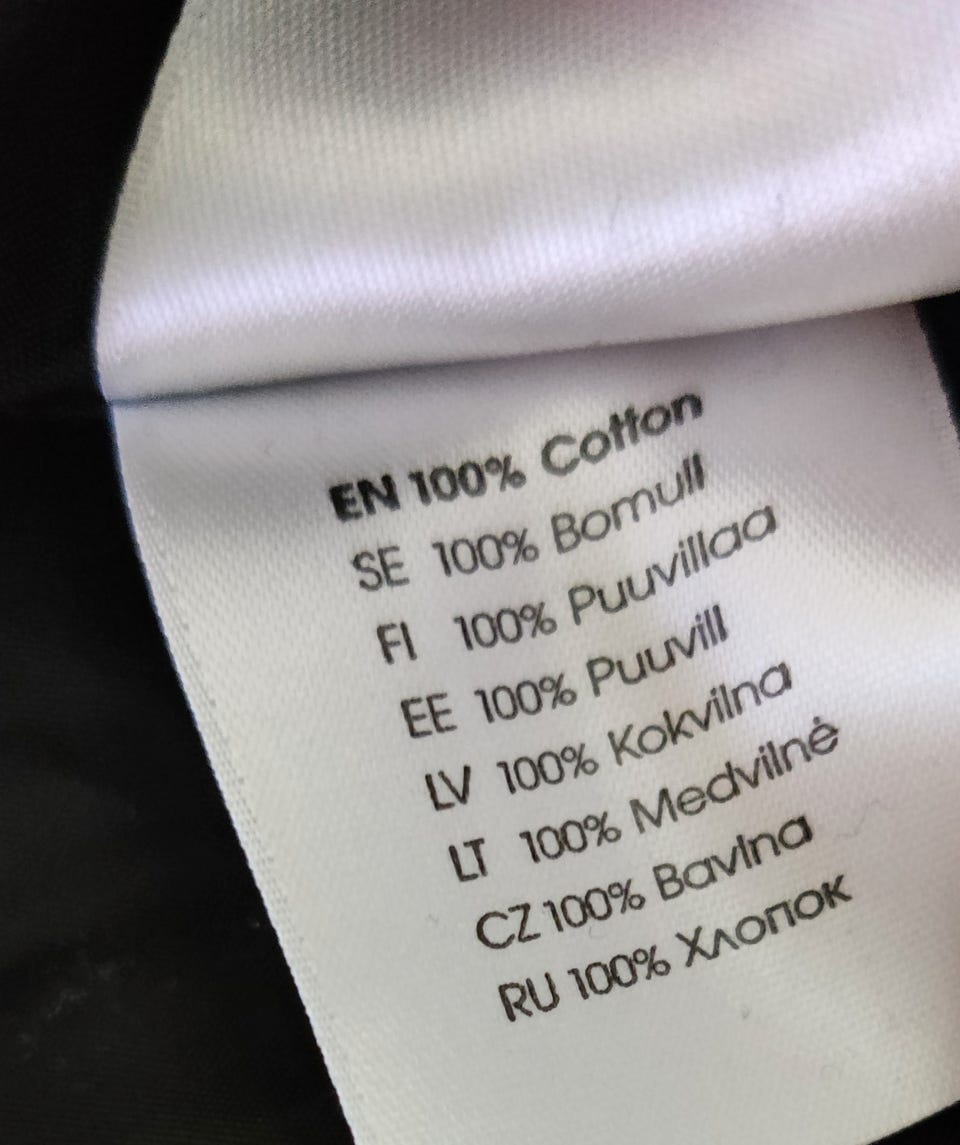 EN 100% Cotton
SE 100% Bomull
FI 100% Puuvillaa
EE 100% Puuvill
LV 100% Kokvilna
LT 100% Medvilnė
CZ 100% Bavlna
RU 100% Хлопок